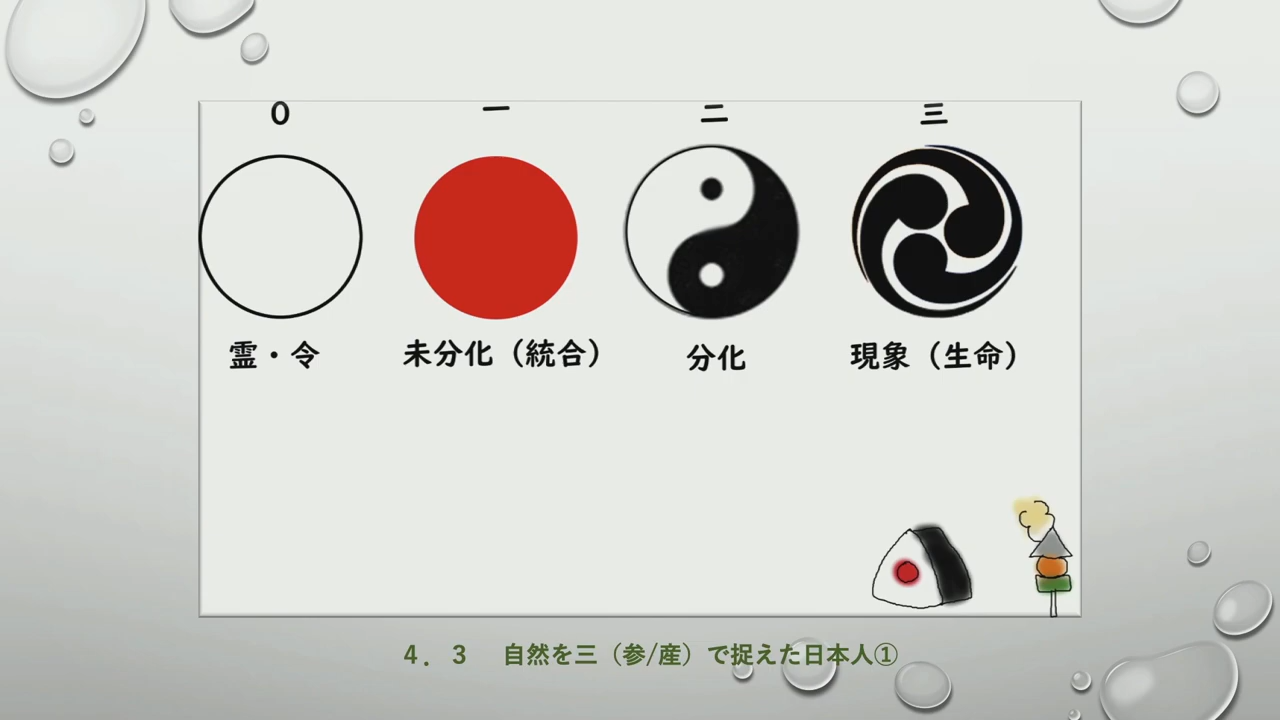 0 一 二 三
霊・令 未分化（統合） 分化 現象（生命）
４．３ 自然を三（参/産）で捉えた日本人①